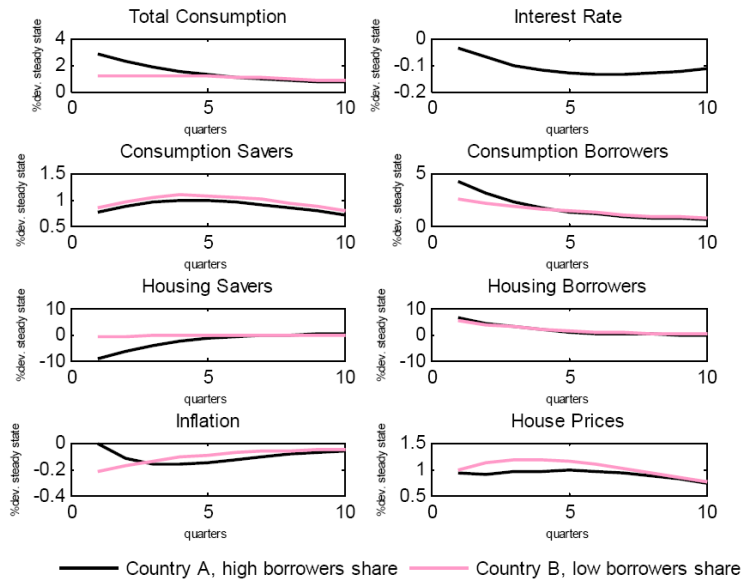 Total Consumption
Interest Rate
%dev. steady state
4
2
0
0
5
10
quarters
%dev. steady state
0
-0.1
-0.2
0
5
10
quarters
Consumption Savers
Consumption Borrowers
%dev. steady state
1.5
1
0.5
0
5
10
quarters
%dev. steady state
5
0
0
5
10
quarters
Housing Savers
Housing Borrowers
%dev. steady state
10
0
-10
0
5
10
quarters
%dev. steady state
10
0
-10
0
5
10
quarters
Inflation
House Prices
%dev. steady state
0
-0.2
-0.4
0
5
10
quarters
%dev. steady state
1.5
1
0.5
0
5
10
quarters
Country A, high borrowers share
Country B, low borrowers share